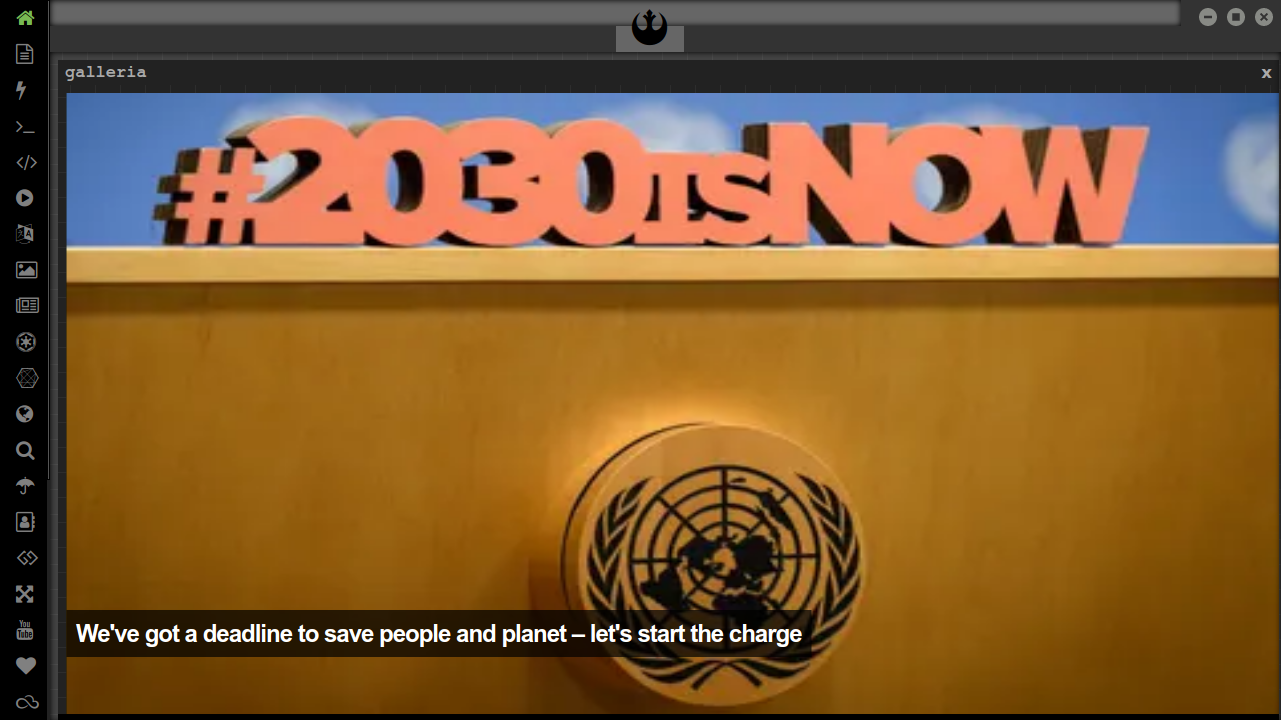 galleria
x
#2030isNOW
We've got a deadline to save people and planet – let's start the charge
You
Tube